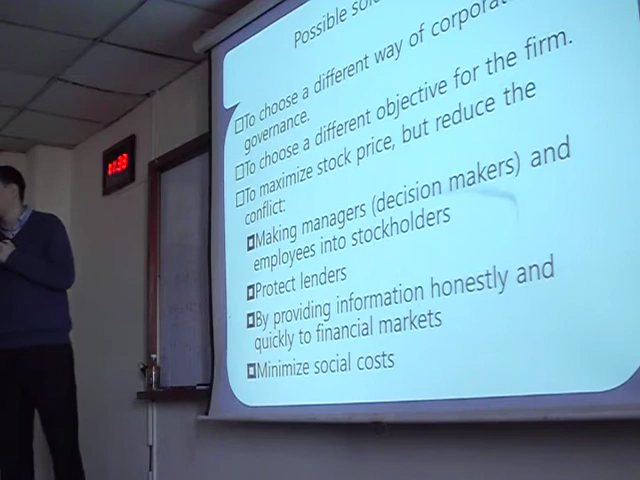 Possible
To choose a different way of
governance.
To choose a different objective for the firm.
To maximize stock price, but reduce the
conflict:
Making managers (decision makers) and
employees into stockholders
Protect lenders
By providing information honestly and
quickly to financial markets
Minimize social costs